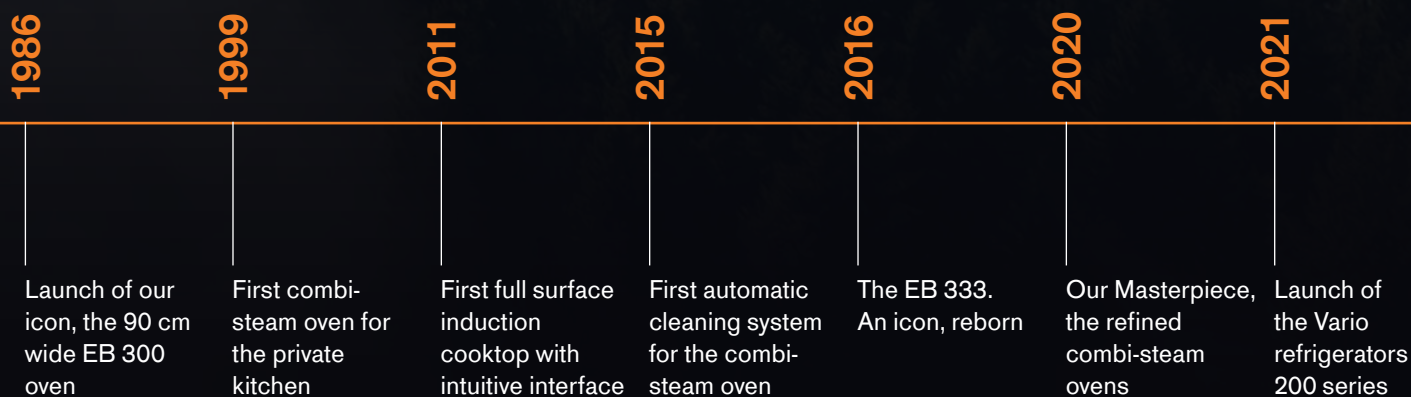 1986
Launch of our
icon, the 90 cm
wide EB 300
oven
1999
First combi-
steam oven for
the private
kitchen
2011
First full surface
induction
cooktop with
intuitive interface
2015
First automatic
cleaning system
for the combi-
steam oven
2016
The EB 333.
An icon, reborn
2020
Our Masterpiece,
the refined
combi-steam
ovens
2021
Launch of
the Vario
refrigerators
200 series